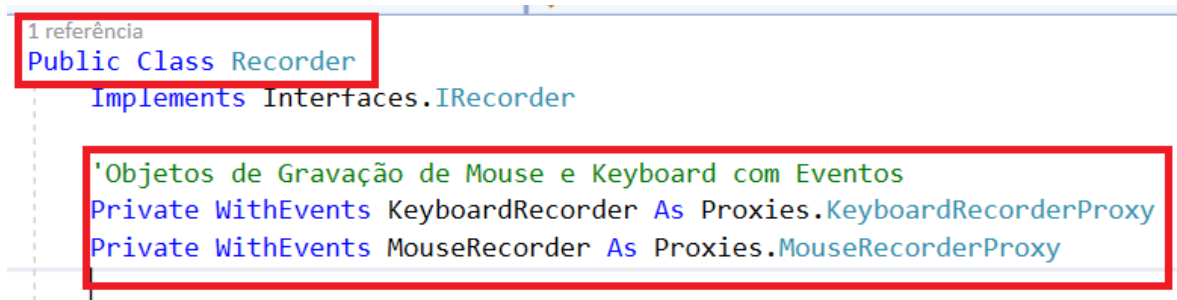 1 referência
Public Class Recorder
Implements Interfaces.IRecorder
'Objetos de Gravação de Mouse e Keyboard com Eventos
Private WithEvents KeyboardRecorder As Proxies.KeyboardRecorderProxy
Private WithEvents MouseRecorder As Proxies.MouseRecorderProxy